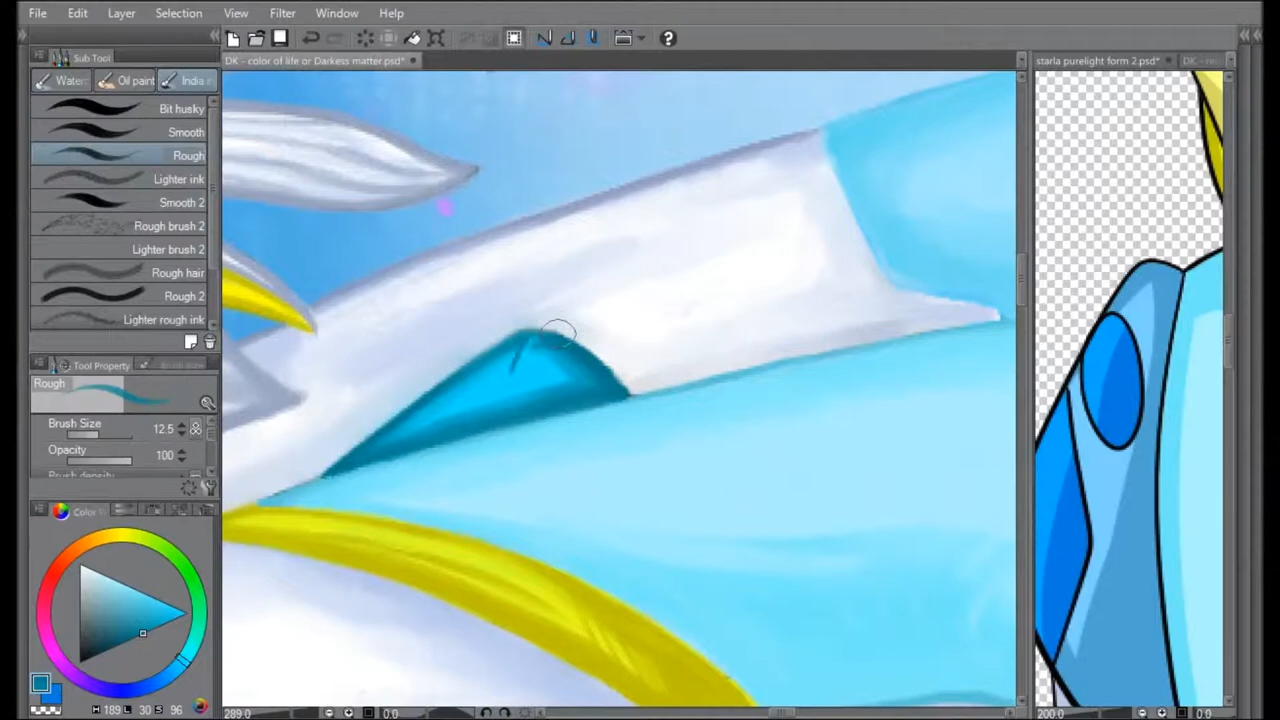 File Edit Layer Selection View Filter Window Help
Sub Tool
DK - color of life or Darkess matter.psd*
starla purelight form 2.psd*
Oil paint
Bit husky
Smooth
Rough
Lighter ink
Smooth 2
Rough brush 2
Lighter brush 2
Rough hair
Rough 2
Lighter rough ink
Tool Property
Rough
Brush Size 12.5
Opacity 100
Brush density
Color
H 189 L 30 S 96
289.0 0.0
200.0 0.0